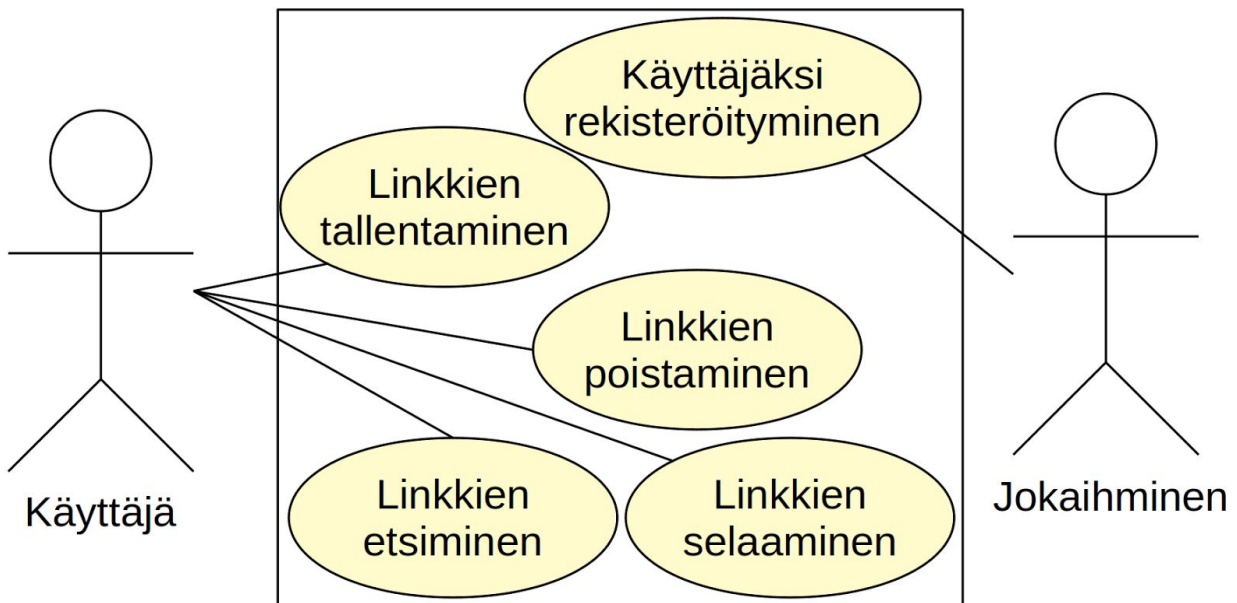 Käyttäjäksi
rekisteröityminen
Linkkien
tallentaminen
Linkkien
poistaminen
Linkkien
etsiminen
Linkkien
selaaminen
Käyttäjä
Jokaihminen